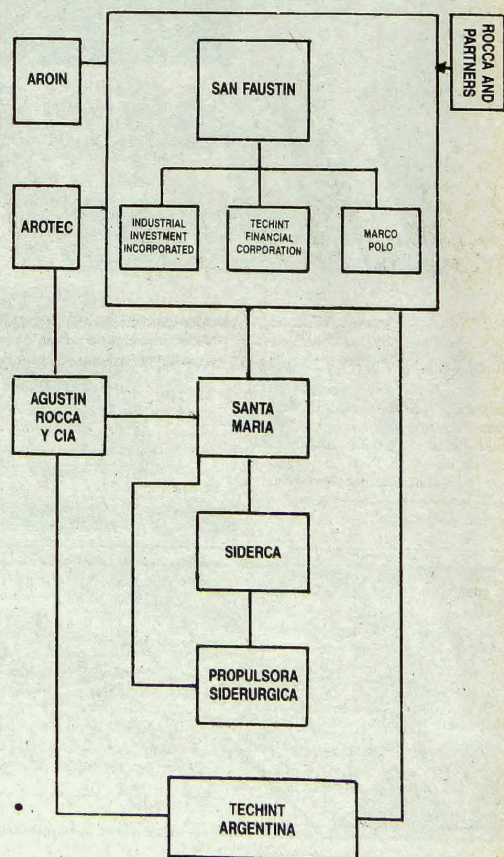 ROCCA AND
PARTNERS
AROIN
SAN FAUSTIN
AROTEC
INDUSTRIAL
INVESTMENT
INCORPORATED
TECHINT
FINANCIAL
CORPORATION
MARCO
POLO
AGUSTIN
ROCCA
Y CIA
SANTA
MARIA
SIDERCA
PROPULSORA
SIDERURGICA
TECHINT
ARGENTINA